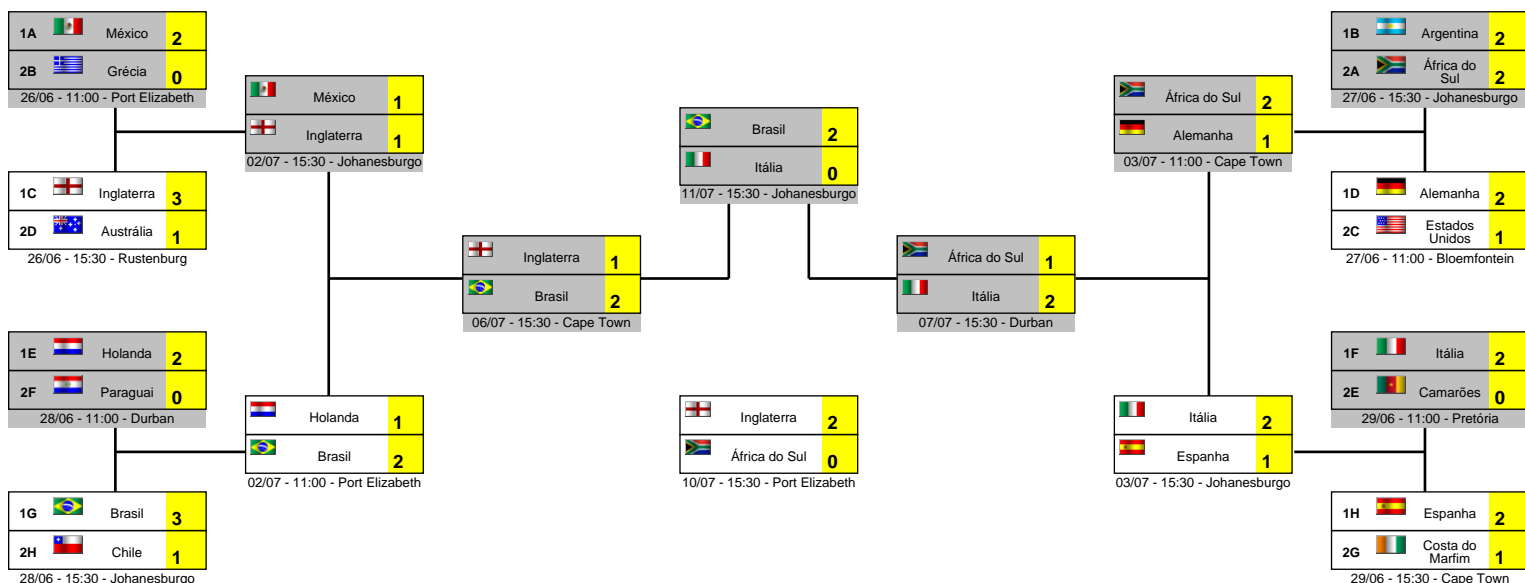 1A México 2
2B Grécia 0
26/06 - 11:00 - Port Elizabeth
1C Inglaterra 3
2D Austrália 1
26/06 - 15:30 - Rustenburg
1E Holanda 2
2F Paraguai 0
28/06 - 11:00 - Durban
1G Brasil 3
2H Chile 1
28/06 - 15:30 - Johanesburgo
México 1
Inglaterra 1
02/07 - 15:30 - Johanesburgo
Holanda 1
Brasil 2
02/07 - 11:00 - Port Elizabeth
Inglaterra 1
Brasil 2
06/07 - 15:30 - Cape Town
Brasil 2
Itália 0
11/07 - 15:30 - Johanesburgo
Inglaterra 2
África do Sul 0
10/07 - 15:30 - Port Elizabeth
África do Sul 1
Itália 2
07/07 - 15:30 - Durban
África do Sul 2
Alemanha 1
03/07 - 11:00 - Cape Town
Itália 2
Espanha 1
03/07 - 15:30 - Johanesburgo
1B Argentina 2
2A África do
Sul 2
27/06 - 15:30 - Johanesburgo
1D Alemanha 2
2C Estados
Unidos 1
27/06 - 11:00 - Bloemfontein
1F Itália 2
2E Camarões 0
29/06 - 11:00 - Pretória
1H Espanha 2
2G Costa do
Marfim 1
29/06 - 15:30 - Cape Town